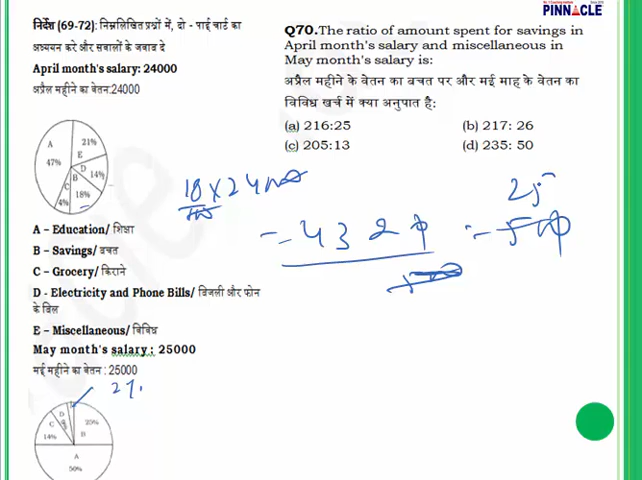 PINNACLE
निर्देश (69-72): निम्नलिखित प्रश्नों में, दो - पाई चार्ट का
अध्ययन करे और सवालों के जवाब दे
April month's salary: 24000
अप्रैल महीने का वेतन:24000
A
47%
21%
E
D
14%
B
18%
C
4%
A – Education/ शिक्षा
B – Savings/ बचत
C – Grocery/ किराने
D - Electricity and Phone Bills/ बिजली और फोन
के बिल
E – Miscellaneous/ विविध
May month's salary : 25000
मई महीने का वेतन : 25000
2%
D
C
14%
25%
B
A
50%
Q70.The ratio of amount spent for savings in
April month's salary and miscellaneous in
May month's salary is:
अप्रैल महीने के वेतन का बचत पर और मई माह के वेतन का
विविध खर्च में क्या अनुपात है:
(a) 216:25
(b) 217: 26
(c) 205:13
(d) 235: 50
18 x 24000
100
25
= 4320 : 500